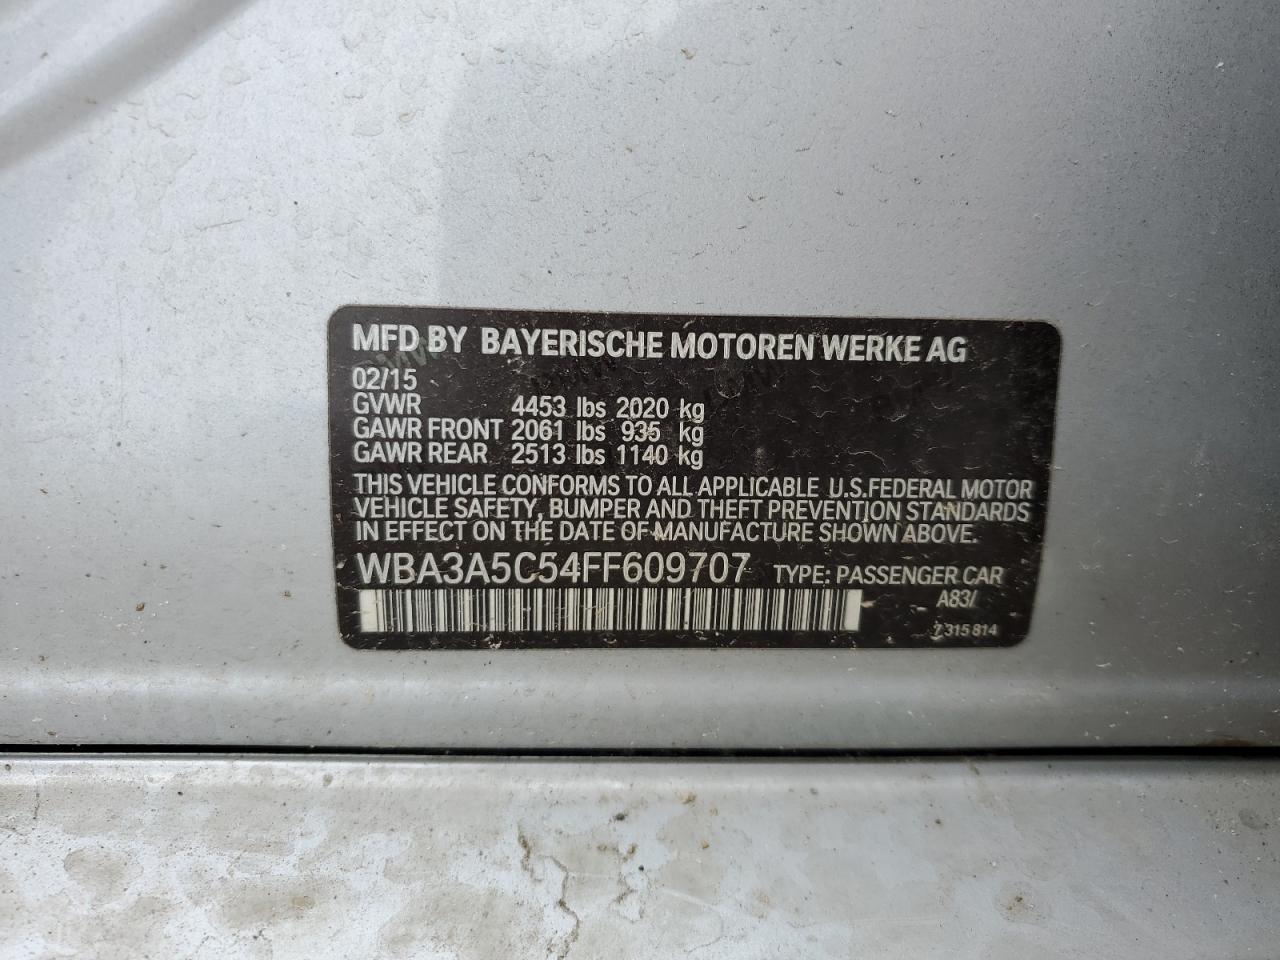 MFD BY BAYERISCHE MOTOREN WERKE AG
02/15
GVWR 4453 lbs 2020 kg
GAWR FRONT 2061 lbs 935 kg
GAWR REAR 2513 lbs 1140 kg
THIS VEHICLE CONFORMS TO ALL APPLICABLE U.S.FEDERAL MOTOR
VEHICLE SAFETY, BUMPER AND THEFT PREVENTION STANDARDS
IN EFFECT ON THE DATE OF MANUFACTURE SHOWN ABOVE.
WBA3A5C54FF609707 TYPE: PASSENGER CAR
A83/
7 315 814